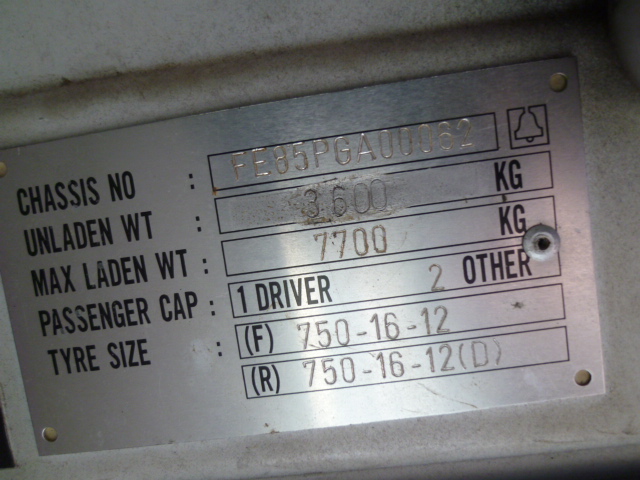 CHASSIS NO : FE85PGA00062
UNLADEN WT : 3600 KG
MAX LADEN WT : 7700 KG
PASSENGER CAP : 1 DRIVER 2 OTHER
TYRE SIZE : (F) 750-16-12
(R) 750-16-12(D)